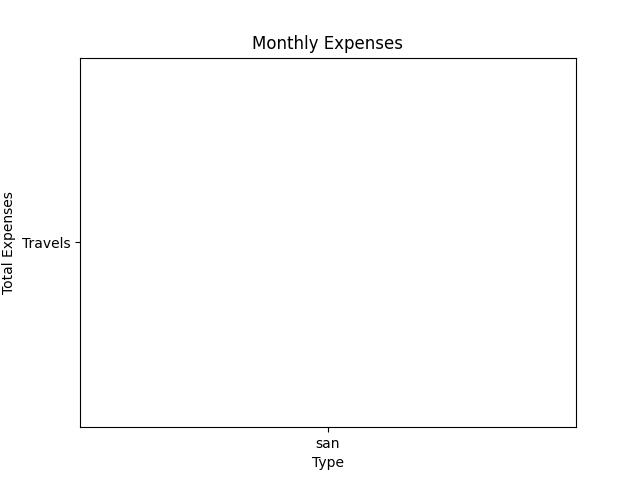 Monthly Expenses
Total Expenses
Travels
san
Type